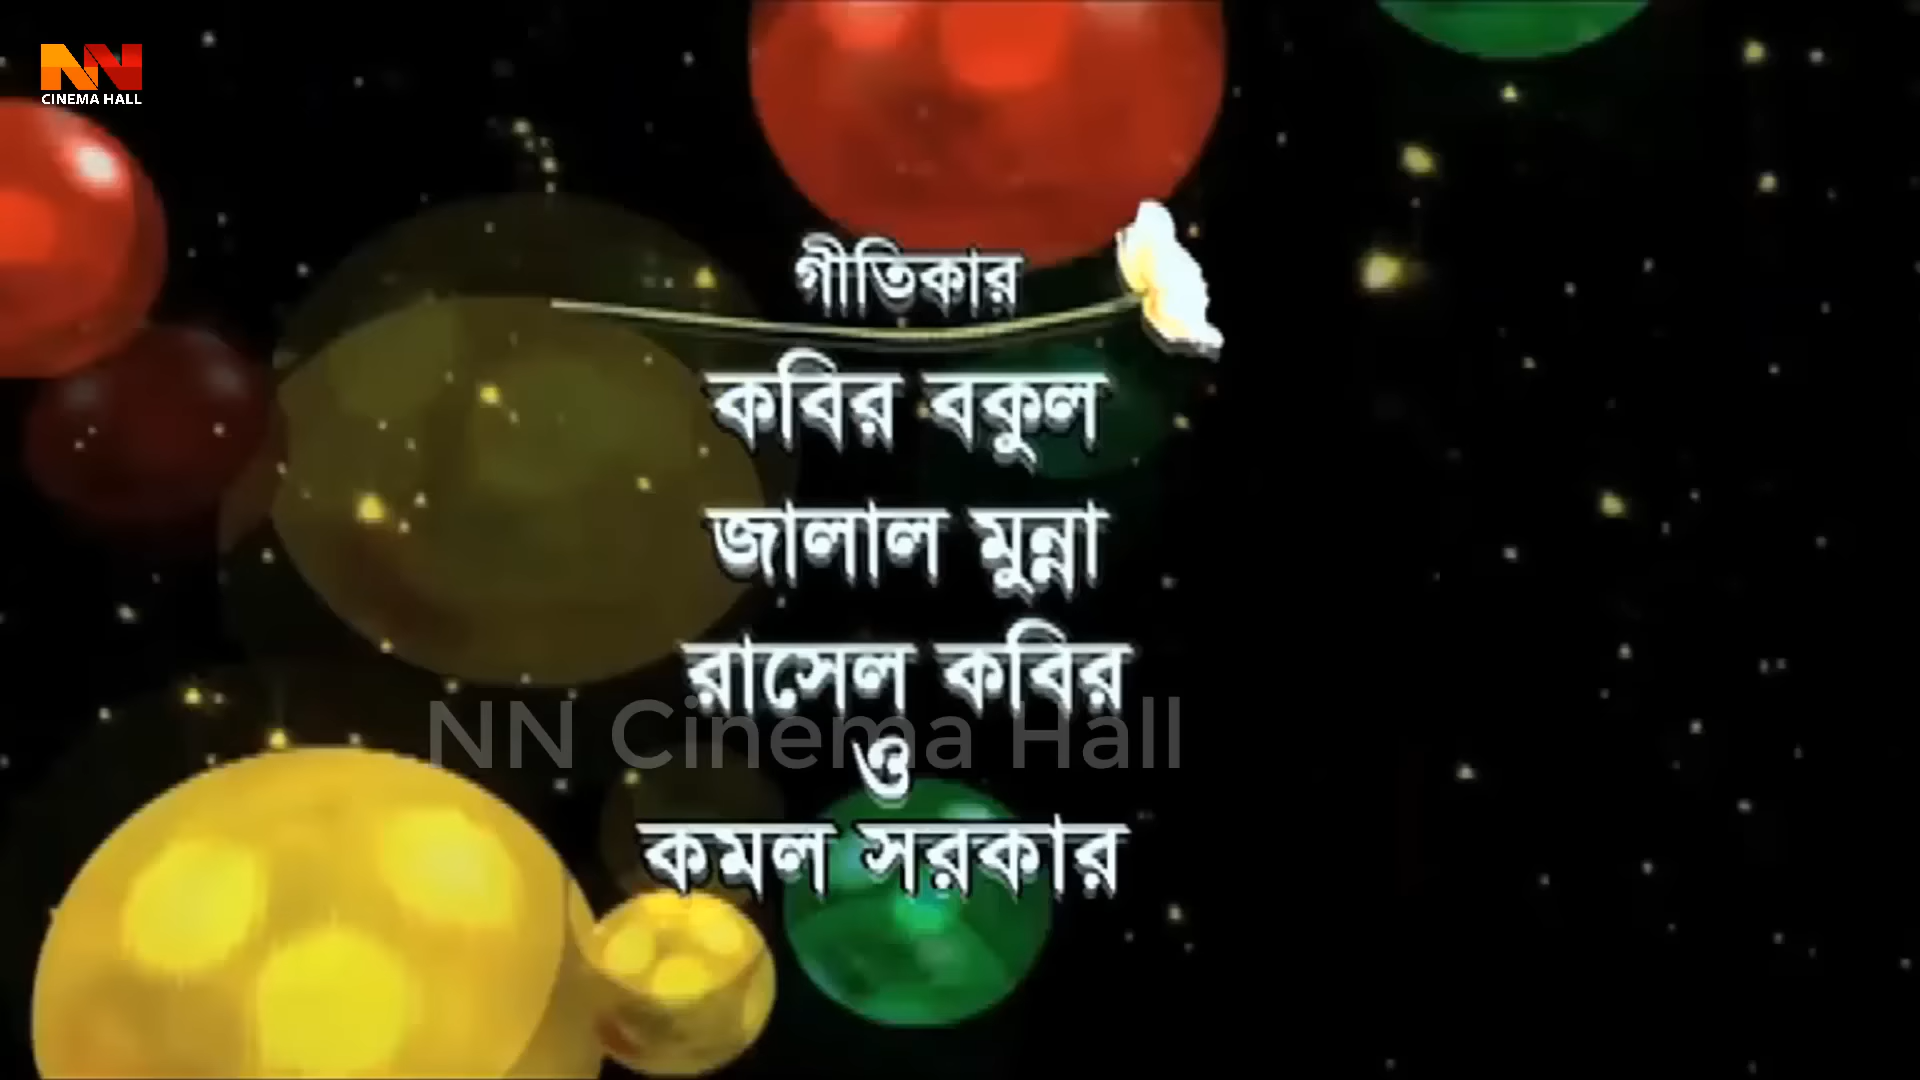 NN
CINEMA HALL
গীতিকার
কবির বকুল
জালাল মুন্না
রাসেল কবির
NN Cinema Hall
ও
কমল সরকার